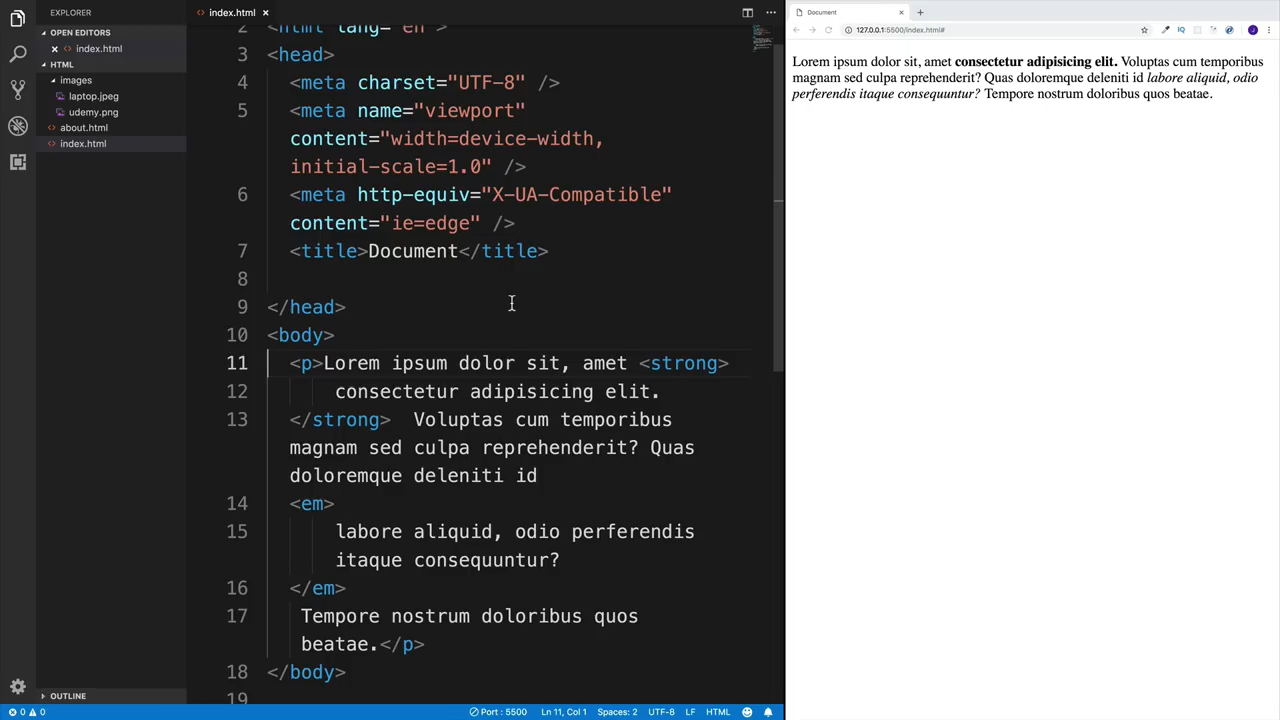 EXPLORER
OPEN EDITORS
index.html
HTML
images
laptop.jpeg
udemy.png
about.html
index.html
OUTLINE
index.html
2 <html lang="en">
3 <head>
4 <meta charset="UTF-8" />
5 <meta name="viewport"
content="width=device-width,
initial-scale=1.0" />
6 <meta http-equiv="X-UA-Compatible"
content="ie=edge" />
7 <title>Document</title>
8
9 </head>
10 <body>
11 <p>Lorem ipsum dolor sit, amet <strong>
12 consectetur adipisicing elit.
13 </strong> Voluptas cum temporibus
magnam sed culpa reprehenderit? Quas
doloremque deleniti id
14 <em>
15 labore aliquid, odio perferendis
itaque consequuntur?
16 </em>
17 Tempore nostrum doloribus quos
beatae.</p>
18 </body>
19
0 0 Port : 5500 Ln 11, Col 1 Spaces: 2 UTF-8 LF HTML
Document
127.0.0.1:5500/index.html#
IQ
J
Lorem ipsum dolor sit, amet consectetur adipisicing elit. Voluptas cum temporibus
magnam sed culpa reprehenderit? Quas doloremque deleniti id labore aliquid, odio
perferendis itaque consequuntur? Tempore nostrum doloribus quos beatae.